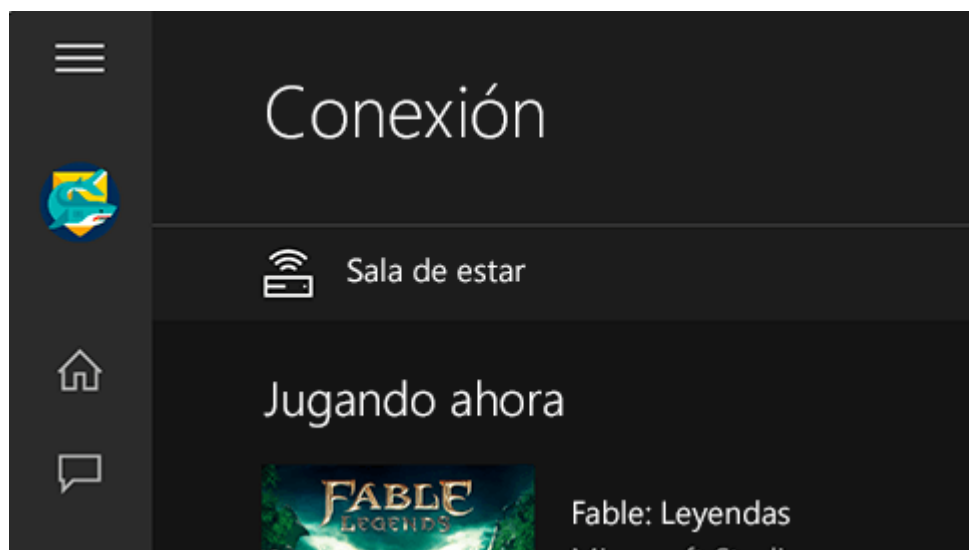 Conexión
Sala de estar
Jugando ahora
FABLE
LEGENDS
Fable: Leyendas